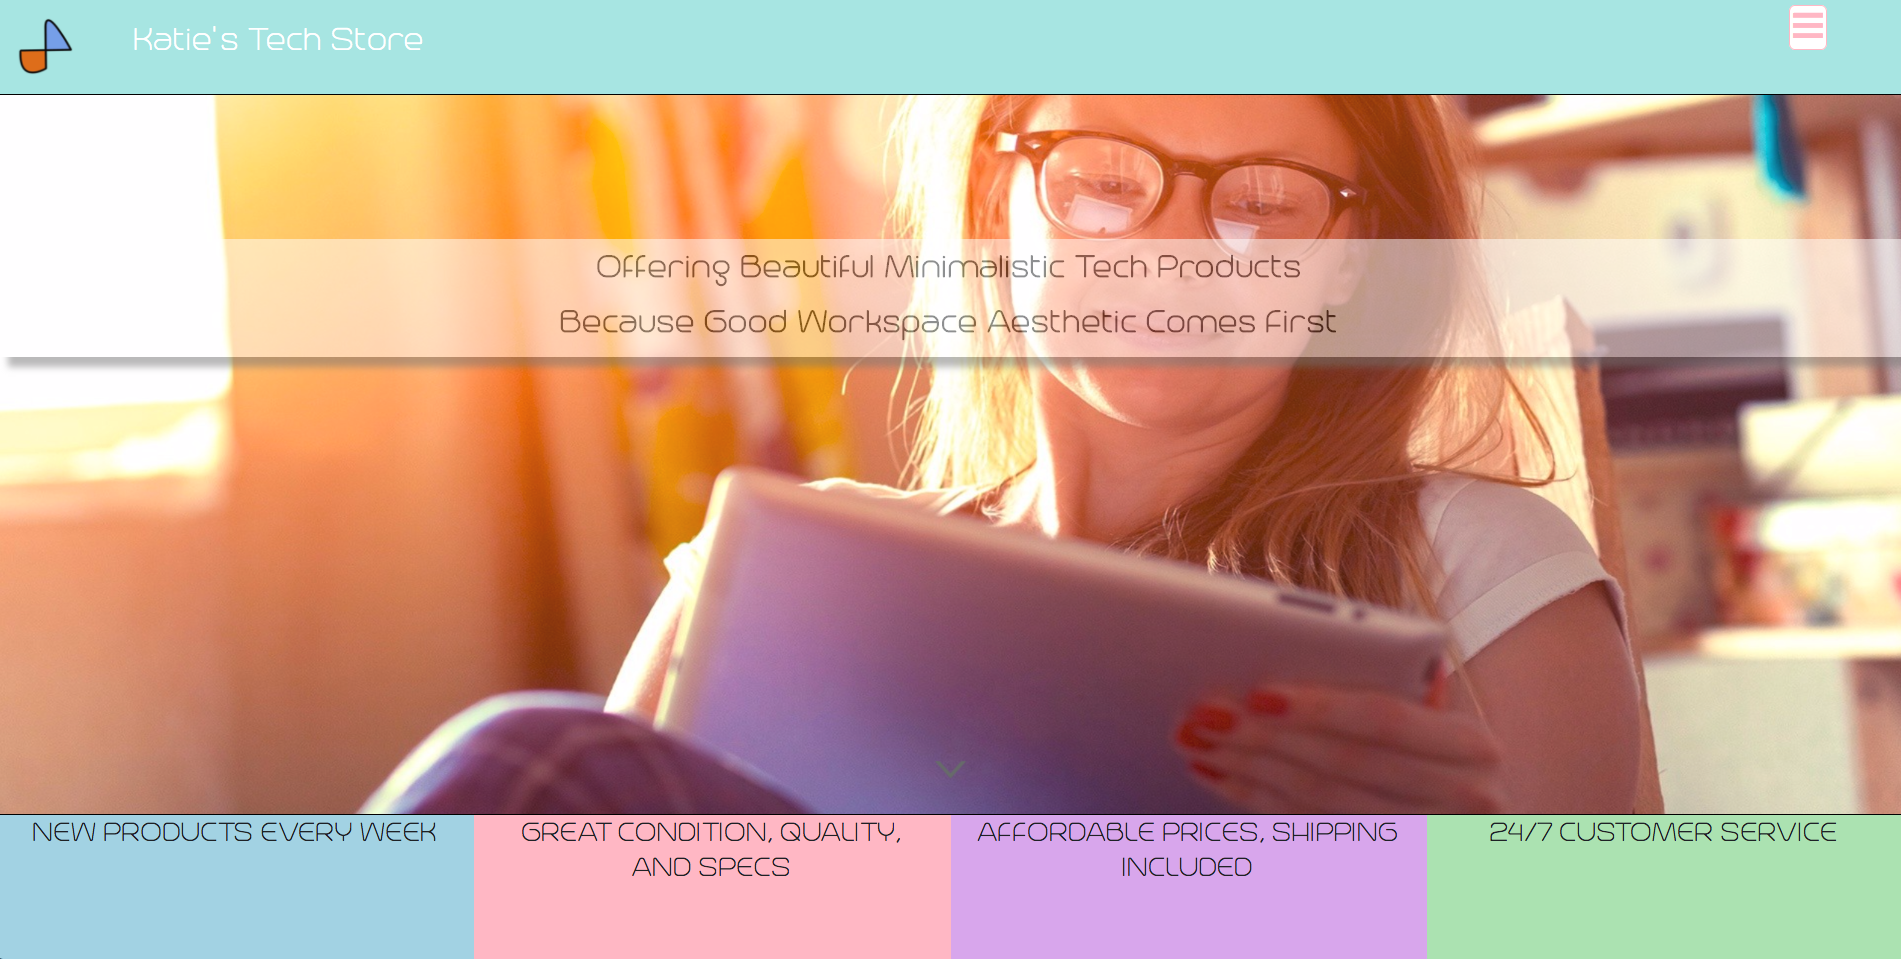 Katie's Tech Store
Offering Beautiful Minimalistic Tech Products
Because Good Workspace Aesthetic Comes First
NEW PRODUCTS EVERY WEEK
GREAT CONDITION, QUALITY,
AND SPECS
AFFORDABLE PRICES, SHIPPING
INCLUDED
24/7 CUSTOMER SERVICE